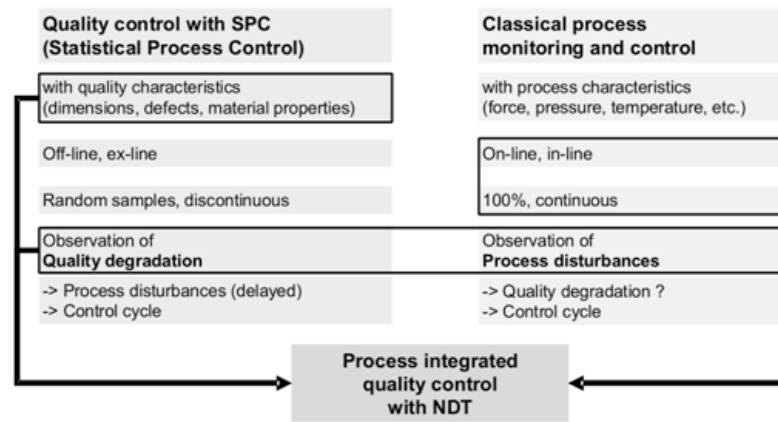 Quality control with SPC
(Statistical Process Control)
Classical process
monitoring and control
with quality characteristics
(dimensions, defects, material properties)
with process characteristics
(force, pressure, temperature, etc.)
Off-line, ex-line
On-line, in-line
Random samples, discontinuous
100%, continuous
Observation of
Quality degradation
Observation of
Process disturbances
-> Process disturbances (delayed)
-> Control cycle
-> Quality degradation ?
-> Control cycle
Process integrated
quality control
with NDT